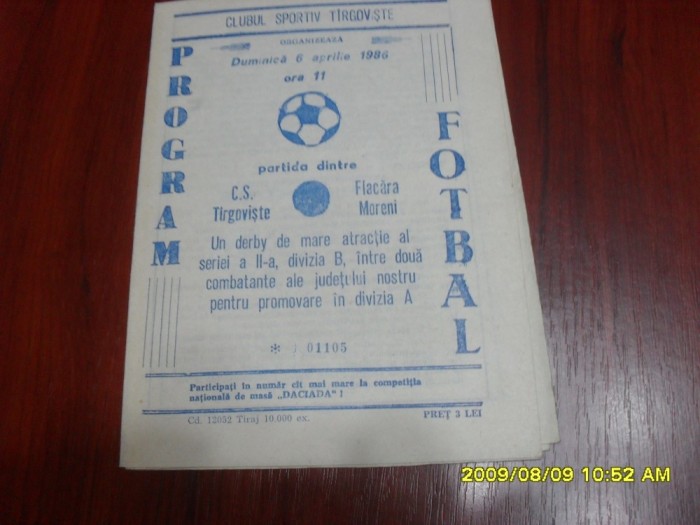 CLUBUL SPORTIV TÎRGOVIŞTE
ORGANIZEAZĂ
Duminică 6 aprilie 1986
ora 11
PROGRAM
FOTBAL
partida dintre
C.S. Tîrgovişte
Flacăra Moreni
Un derby de mare atracţie al
seriei a II-a, divizia B, între două
combatante ale judeţului nostru
pentru promovare în divizia A
* 01105
Participaţi în număr cît mai mare la competiţia
naţională de masă „DACIADA" !
Cd. 12052 Tiraj 10.000 ex.
PREŢ 3 LEI
2009/08/09 10:52 AM